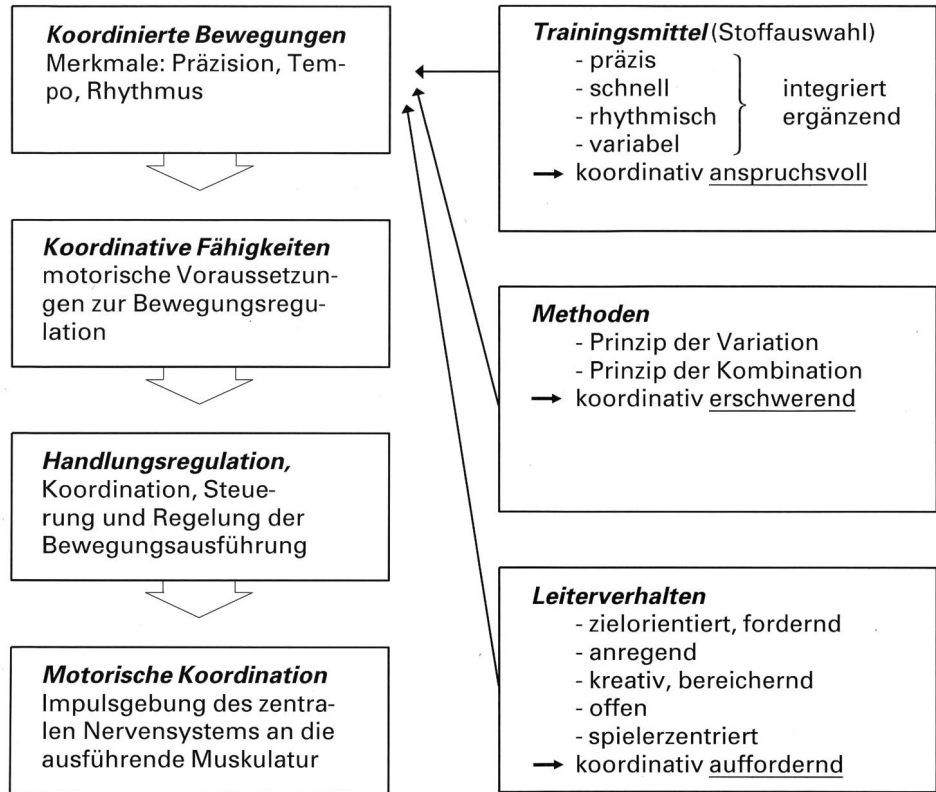 Koordinierte Bewegungen
Merkmale: Präzision, Tem-
po, Rhythmus
Koordinative Fähigkeiten
motorische Voraussetzun-
gen zur Bewegungsregu-
lation
Handlungsregulation,
Koordination, Steue-
rung und Regelung der
Bewegungsausführung
Motorische Koordination
Impulsgebung des zentra-
len Nervensystems an die
ausführende Muskulatur
Trainingsmittel (Stoffauswahl)
- präzis
- schnell integriert
- rhythmisch ergänzend
- variabel
→ koordinativ anspruchsvoll
Methoden
- Prinzip der Variation
- Prinzip der Kombination
→ koordinativ erschwerend
Leiterverhalten
- zielorientiert, fordernd
- anregend
- kreativ, bereichernd
- offen
- spielerzentriert
→ koordinativ auffordernd